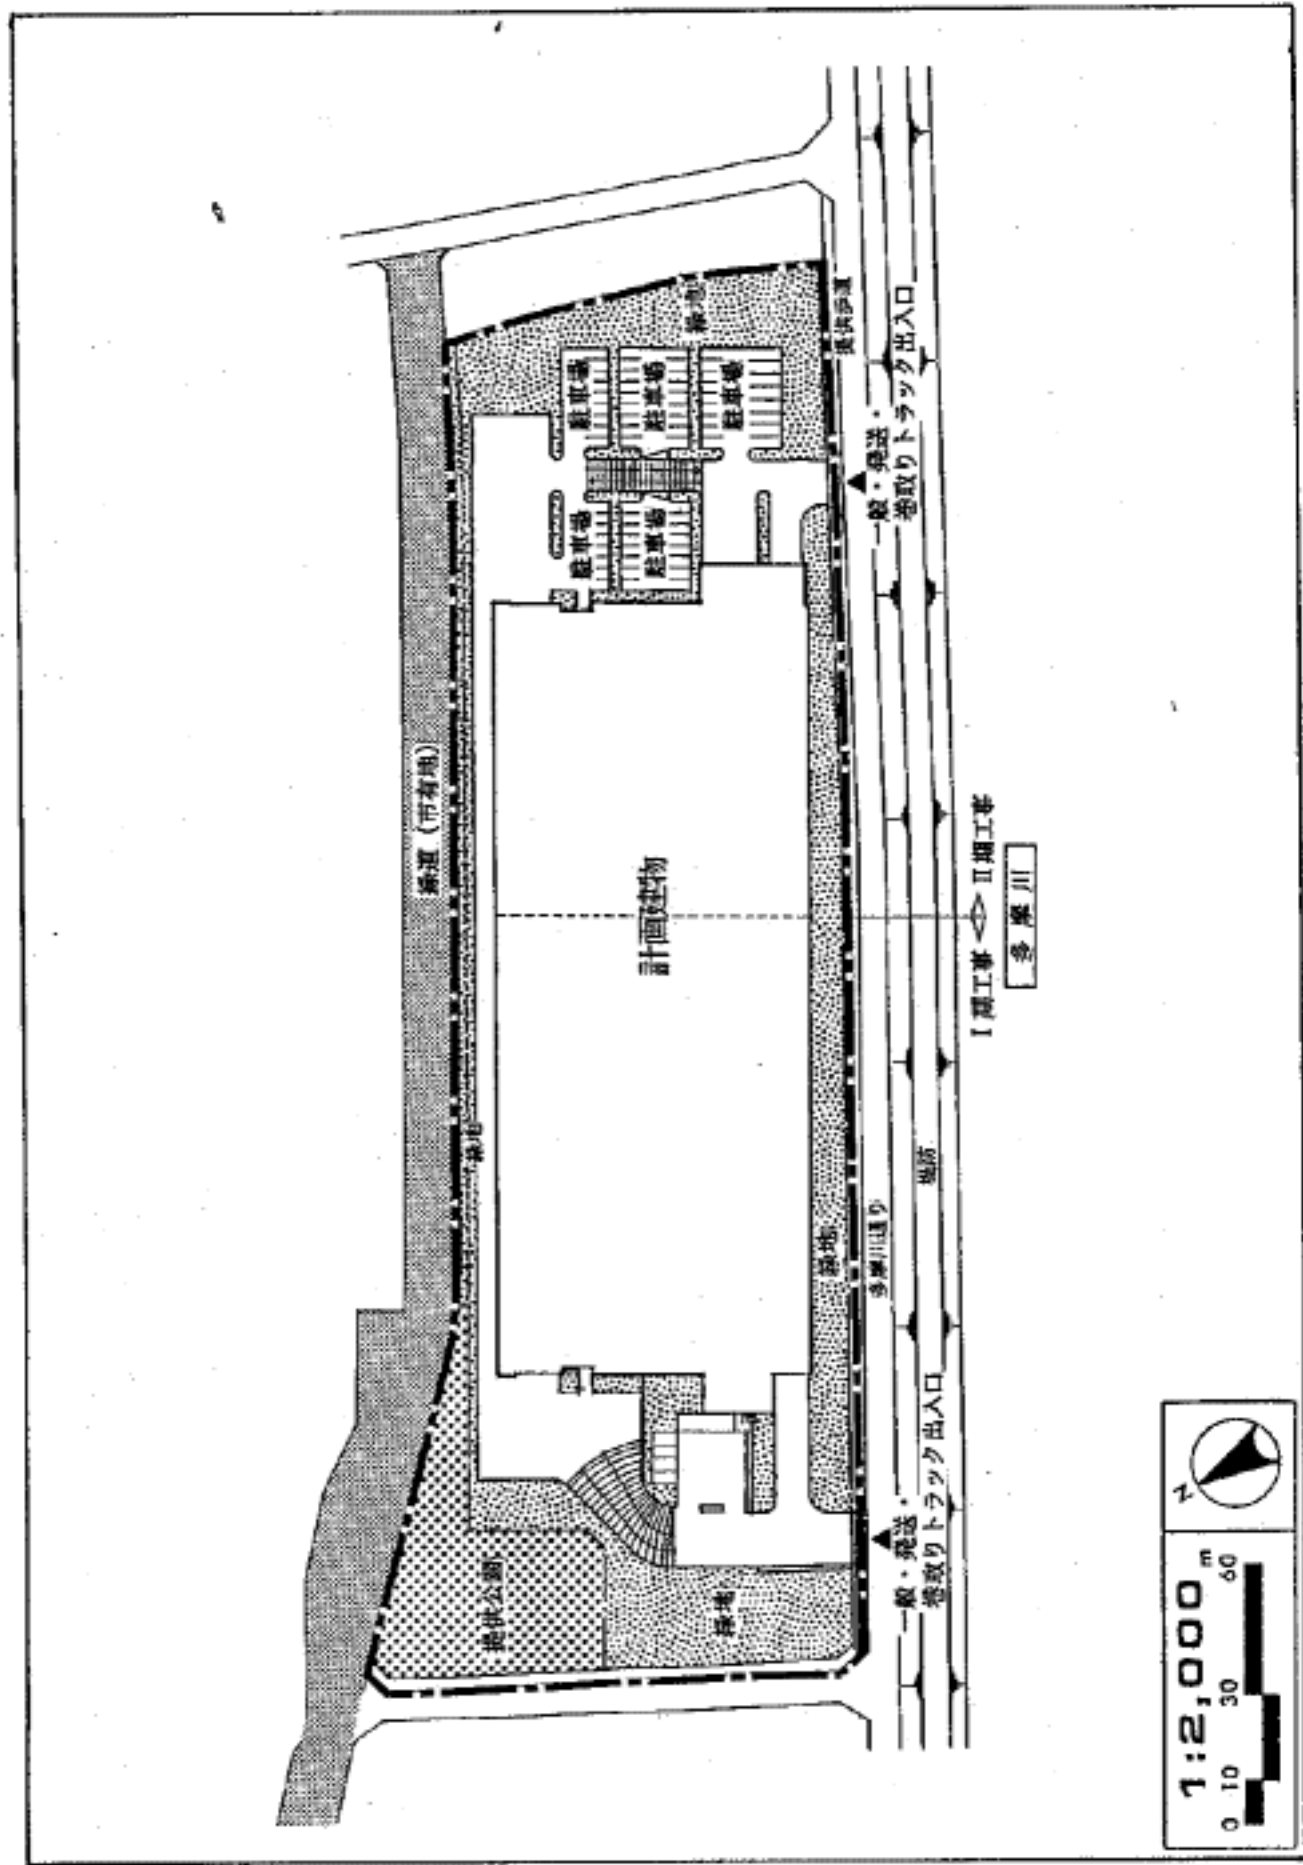 緑道（市有地）
緑地
提供歩道
駐車場
駐車場
駐車場
駐車場
駐車場
一般・発送・
巻取りトラック出入口
計画建物
Ⅰ期工事 <> Ⅱ期工事
多摩川
緑地
緑地
多摩川通り
堤防
提供公園
緑地
一般・発送・
巻取りトラック出入口
N
1:2,000
0 10 30 60 m